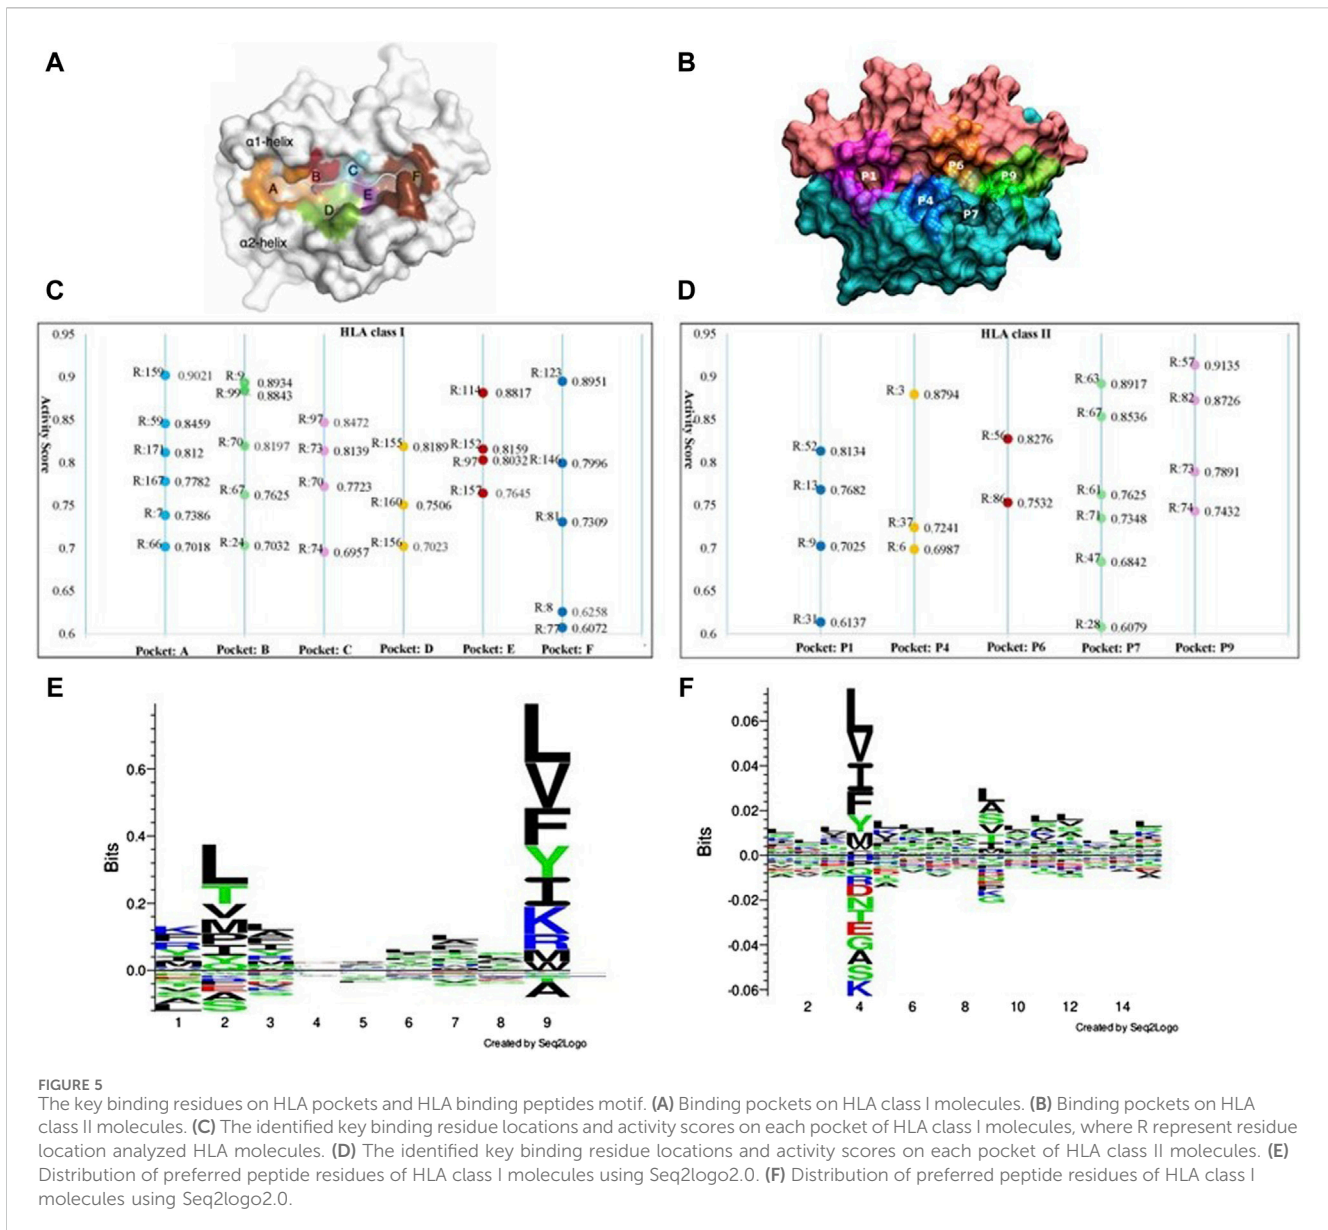 A
α1-helix
A
B
C
D
E
F
α2-helix
B
P1
P4
P6
P7
P9
C
HLA class I
Activity Score
0.95
0.9
0.85
0.8
0.75
0.7
0.65
0.6
R:159 0.9021
R:59 0.8459
R:171 0.812
R:167 0.7782
R:7 0.7386
R:66 0.7018
R:9 0.8934
R:99 0.8843
R:70 0.8197
R:67 0.7625
R:24 0.7032
R:97 0.8472
R:73 0.8139
R:70 0.7723
R:74 0.6957
R:155 0.8189
R:160 0.7506
R:156 0.7023
R:114 0.8817
R:152 0.8159
R:97 0.8032
R:157 0.7645
R:123 0.8951
R:146 0.7996
R:81 0.7309
R:8 0.6258
R:77 0.6072
Pocket: A Pocket: B Pocket: C Pocket: D Pocket: E Pocket: F
D
HLA class II
Activity Score
0.95
0.9
0.85
0.8
0.75
0.7
0.65
0.6
R:52 0.8134
R:13 0.7682
R:9 0.7025
R:31 0.6137
R:3 0.8794
R:37 0.7241
R:6 0.6987
R:56 0.8276
R:86 0.7532
R:63 0.8917
R:67 0.8536
R:61 0.7625
R:71 0.7348
R:47 0.6842
R:28 0.6079
R:57 0.9135
R:82 0.8726
R:73 0.7891
R:74 0.7432
Pocket: P1 Pocket: P4 Pocket: P6 Pocket: P7 Pocket: P9
E
Bits
0.6
0.4
0.2
0.0
L
V
F
Y
I
K
R
W
A
L
T
V
M
1 2 3 4 5 6 7 8 9
Created by Seq2Logo
F
Bits
0.06
0.04
0.02
0.0
-0.02
-0.04
-0.06
L
V
I
F
Y
M
D
N
T
E
G
A
S
K
L
A
S
V
2 4 6 8 10 12 14
Created by Seq2Logo
FIGURE 5
The key binding residues on HLA pockets and HLA binding peptides motif. (A) Binding pockets on HLA class I molecules. (B) Binding pockets on HLA
class II molecules. (C) The identified key binding residue locations and activity scores on each pocket of HLA class I molecules, where R represent residue
location analyzed HLA molecules. (D) The identified key binding residue locations and activity scores on each pocket of HLA class II molecules. (E)
Distribution of preferred peptide residues of HLA class I molecules using Seq2logo2.0. (F) Distribution of preferred peptide residues of HLA class I
molecules using Seq2logo2.0.